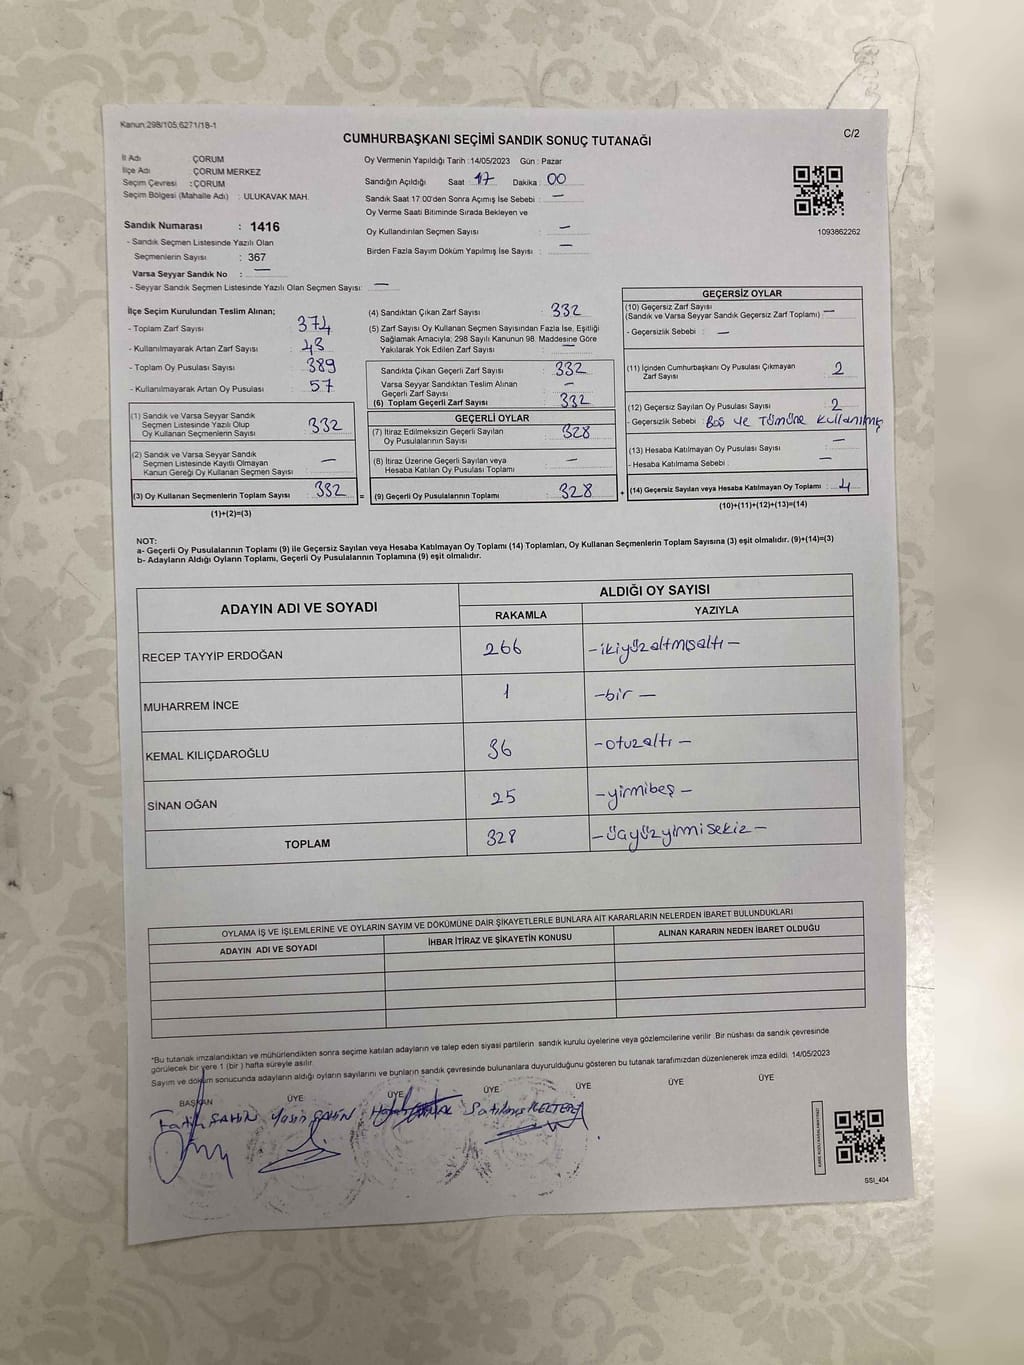 Kanun:298/105,6271/18-1
CUMHURBAŞKANI SEÇİMİ SANDIK SONUÇ TUTANAĞI
C/2
İl Adı ÇORUM
İlçe Adı ÇORUM MERKEZ
Seçim Çevresi : ÇORUM
Seçim Bölgesi (Mahalle Adı) : ULUKAVAK MAH.
Oy Vermenin Yapıldığı Tarih :14/05/2023 Gün : Pazar
Sandığın Açıldığı Saat 17 Dakika : 00
Sandık Saat 17:00'den Sonra Açımış İse Sebebi : —
Oy Verme Saati Bitiminde Sırada Bekleyen ve
Oy Kullandırılan Seçmen Sayısı : —
Birden Fazla Sayım Döküm Yapılmış İse Sayısı : —
1093862262
Sandık Numarası : 1416
- Sandık Seçmen Listesinde Yazılı Olan
Seçmenlerin Sayısı : 367
Varsa Seyyar Sandık No : —
- Seyyar Sandık Seçmen Listesinde Yazılı Olan Seçmen Sayısı: —
İlçe Seçim Kurulundan Teslim Alınan;
- Toplam Zarf Sayısı : 374
- Kullanılmayarak Artan Zarf Sayısı : 43
- Toplam Oy Pusulası Sayısı : 389
- Kullanılmayarak Artan Oy Pusulası : 57
(1) Sandık ve Varsa Seyyar Sandık
Seçmen Listesinde Yazılı Olup
Oy Kullanan Seçmenlerin Sayısı : 332
(2) Sandık ve Varsa Seyyar Sandık
Seçmen Listesinde Kayıtlı Olmayan
Kanun Gereği Oy Kullanan Seçmen Sayısı : —
(3) Oy Kullanan Seçmenlerin Toplam Sayısı : 332
(1)+(2)=(3)
(4) Sandıktan Çıkan Zarf Sayısı : 332
(5) Zarf Sayısı Oy Kullanan Seçmen Sayısından Fazla İse, Eşitliği
Sağlamak Amacıyla; 298 Sayılı Kanunun 98. Maddesine Göre
Yakılarak Yok Edilen Zarf Sayısı : —
Sandıkta Çıkan Geçerli Zarf Sayısı : 332
Varsa Seyyar Sandıktan Teslim Alınan
Geçerli Zarf Sayısı : —
(6) Toplam Geçerli Zarf Sayısı : 332
GEÇERLİ OYLAR
(7) İtiraz Edilmeksizin Geçerli Sayılan
Oy Pusulalarının Sayısı : 328
(8) İtiraz Üzerine Geçerli Sayılan veya
Hesaba Katılan Oy Pusulası Toplamı : —
= (9) Geçerli Oy Pusulalarının Toplamı : 328
GEÇERSİZ OYLAR
(10) Geçersiz Zarf Sayısı
(Sandık ve Varsa Seyyar Sandık Geçersiz Zarf Toplamı) : —
- Geçersizlik Sebebi : —
(11) İçinden Cumhurbaşkanı Oy Pusulası Çıkmayan
Zarf Sayısı : 2
(12) Geçersiz Sayılan Oy Pusulası Sayısı : 2
- Geçersizlik Sebebi : Boş ve Tümüne kullanılmış
(13) Hesaba Katılmayan Oy Pusulası Sayısı : —
- Hesaba Katılmama Sebebi : —
+ (14) Geçersiz Sayılan veya Hesaba Katılmayan Oy Toplamı : 4
(10)+(11)+(12)+(13)=(14)
NOT:
a- Geçerli Oy Pusulalarının Toplamı (9) ile Geçersiz Sayılan veya Hesaba Katılmayan Oy Toplamı (14) Toplamları, Oy Kullanan Seçmenlerin Toplam Sayısına (3) eşit olmalıdır. (9)+(14)=(3)
b- Adayların Aldığı Oyların Toplamı, Geçerli Oy Pusulalarının Toplamına (9) eşit olmalıdır.
ADAYIN ADI VE SOYADI
ALDIĞI OY SAYISI
RAKAMLA YAZIYLA
RECEP TAYYİP ERDOĞAN 266 - ikiyüzaltmışaltı -
MUHARREM İNCE 1 - bir -
KEMAL KILIÇDAROĞLU 36 - otuzaltı -
SİNAN OĞAN 25 - yirmibeş -
TOPLAM 328 - üçyüzyirmisekiz -
OYLAMA İŞ VE İŞLEMLERİNE VE OYLARIN SAYIM VE DÖKÜMÜNE DAİR ŞİKAYETLERLE BUNLARA AİT KARARLARIN NELERDEN İBARET BULUNDUKLARI
ADAYIN ADI VE SOYADI İHBAR İTİRAZ VE ŞİKAYETİN KONUSU ALINAN KARARIN NEDEN İBARET OLDUĞU
*Bu tutanak imzalandıktan ve mühürlendikten sonra seçime katılan adayların ve talep eden siyasi partilerin sandık kurulu üyelerine veya gözlemcilerine verilir. Bir nüshası da sandık çevresinde
görülecek bir yere 1 (bir) hafta süreyle asılır.
Sayım ve döküm sonucunda adayların aldığı oyların sayılarını ve bunların sandık çevresinde bulunanlara duyurulduğunu gösteren bu tutanak tarafımızdan düzenlenerek imza edildi. 14/05/2023
BAŞKAN ÜYE ÜYE ÜYE ÜYE ÜYE ÜYE
Fatih ŞAHİN Yasin ŞAHİN Satılmış
SSI_404